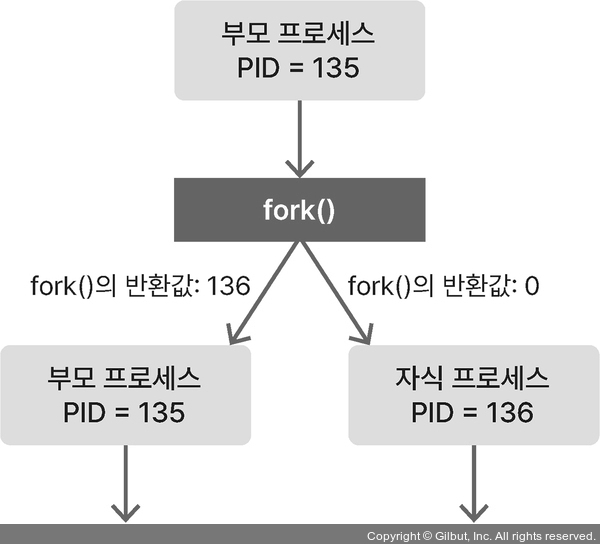 부모 프로세스
PID = 135
fork()
fork()의 반환값: 136
fork()의 반환값: 0
부모 프로세스
PID = 135
자식 프로세스
PID = 136
Copyright © Gilbut, Inc. All rights reserved.